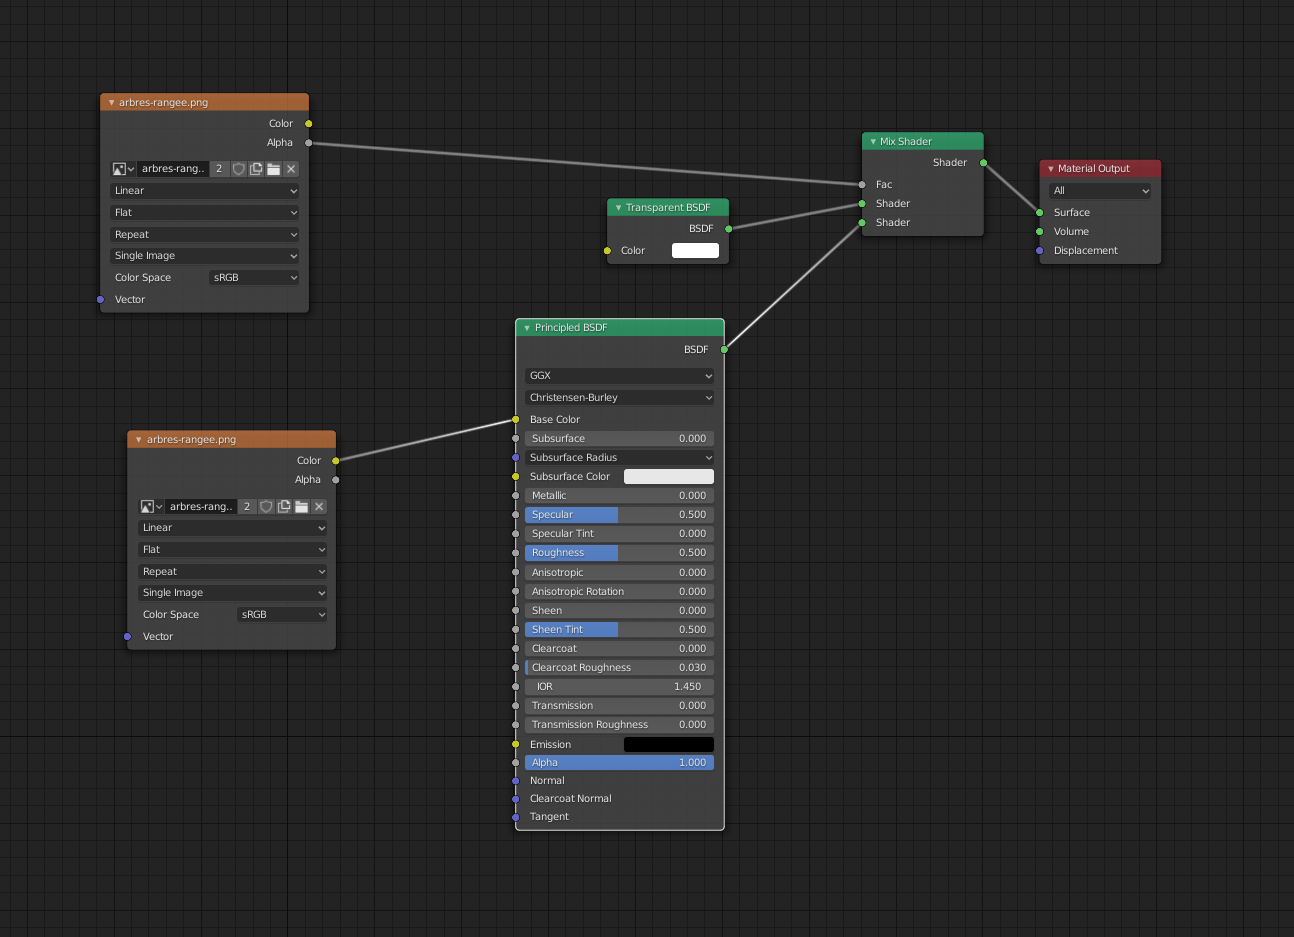 arbres-rangee.png
Color
Alpha
arbres-rang.. 2
Linear
Flat
Repeat
Single Image
Color Space sRGB
Vector
arbres-rangee.png
Color
Alpha
arbres-rang.. 2
Linear
Flat
Repeat
Single Image
Color Space sRGB
Vector
Transparent BSDF
BSDF
Color
Principled BSDF
BSDF
GGX
Christensen-Burley
Base Color
Subsurface 0.000
Subsurface Radius
Subsurface Color
Metallic 0.000
Specular 0.500
Specular Tint 0.000
Roughness 0.500
Anisotropic 0.000
Anisotropic Rotation 0.000
Sheen 0.000
Sheen Tint 0.500
Clearcoat 0.000
Clearcoat Roughness 0.030
IOR 1.450
Transmission 0.000
Transmission Roughness 0.000
Emission
Alpha 1.000
Normal
Clearcoat Normal
Tangent
Mix Shader
Shader
Fac
Shader
Shader
Material Output
All
Surface
Volume
Displacement